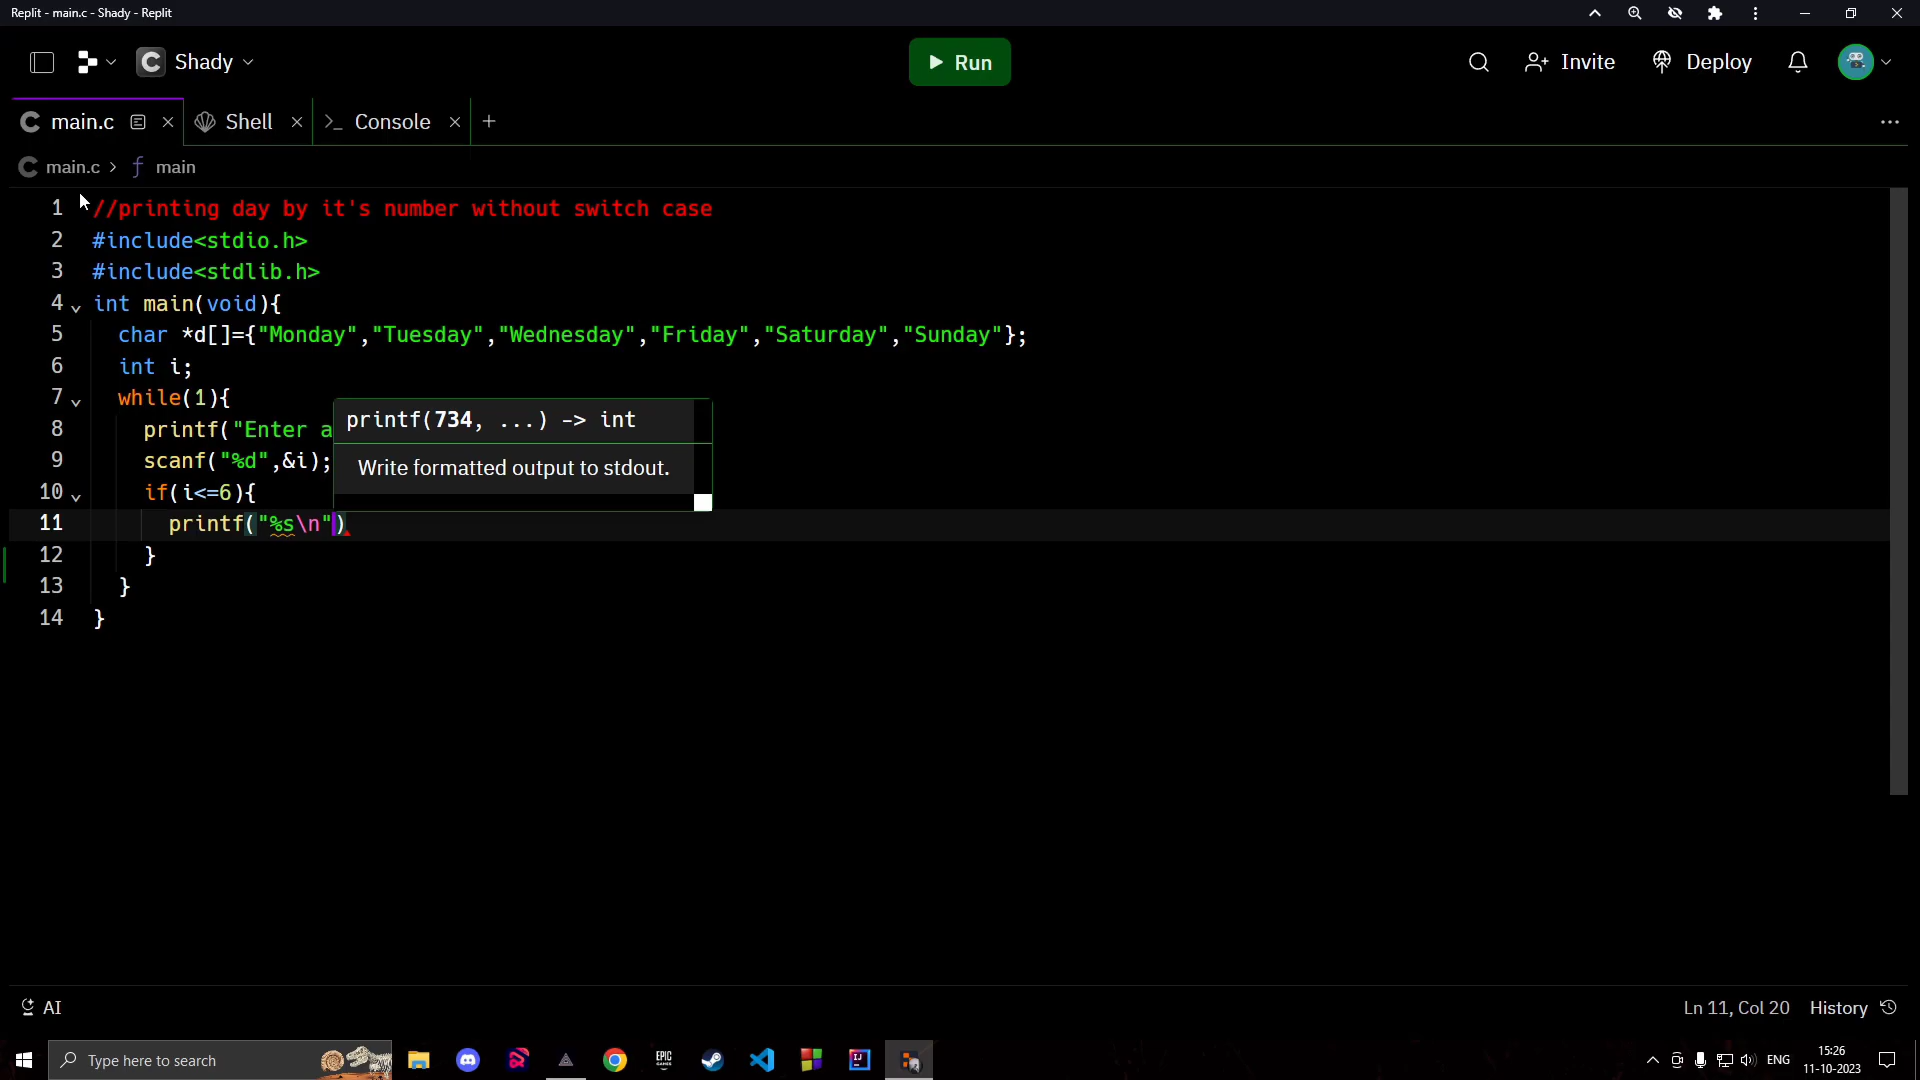 Replit - main.c - Shady - Replit
C Shady
Run
Invite
Deploy
main.c
Shell
Console
main.c > f main
1 //printing day by it's number without switch case
2 #include<stdio.h>
3 #include<stdlib.h>
4 int main(void){
5 char *d[]={"Monday","Tuesday","Wednesday","Friday","Saturday","Sunday"};
6 int i;
7 while(1){
8 printf("Enter a
printf(734, ...) -> int
9 scanf("%d",&i);
Write formatted output to stdout.
10 if(i<=6){
11 printf("%s\n")
12 }
13 }
14 }
AI
Ln 11, Col 20
History
Type here to search
EPIC GAMES
IJ
ENG
15:26
11-10-2023